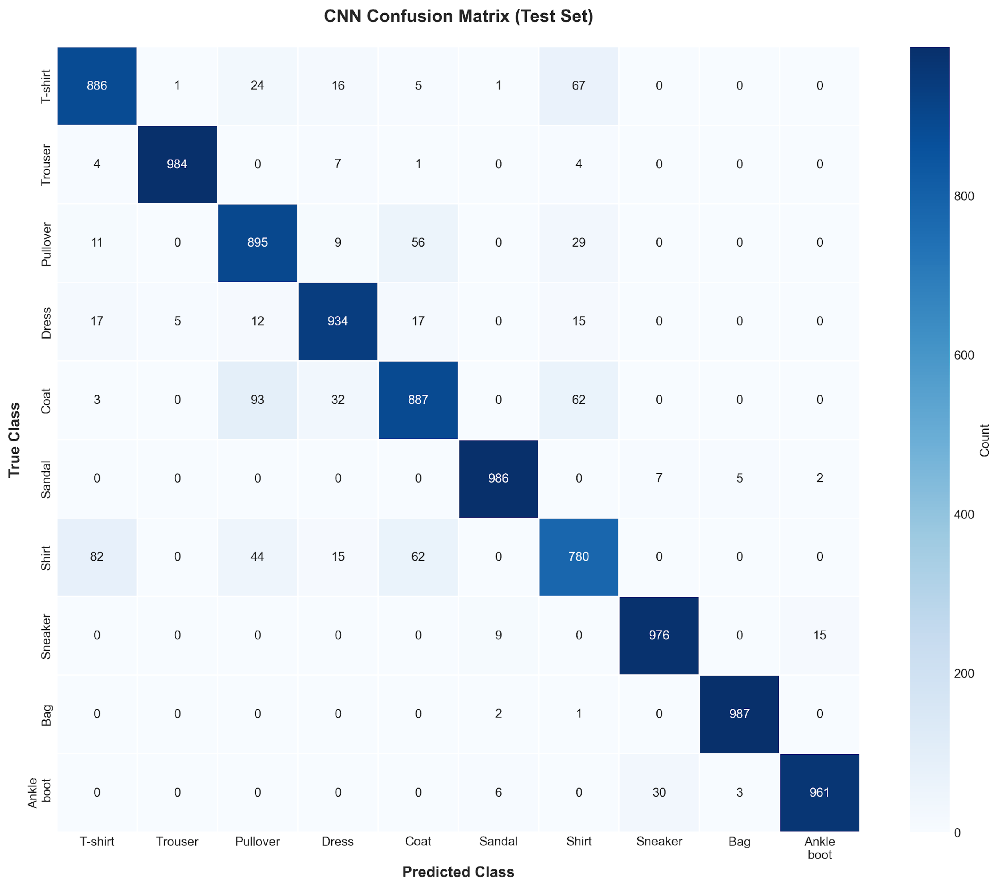 CNN Confusion Matrix (Test Set)
T-shirt 886 1 24 16 5 1 67 0 0 0
Trouser 4 984 0 7 1 0 4 0 0 0
Pullover 11 0 895 9 56 0 29 0 0 0
Dress 17 5 12 934 17 0 15 0 0 0
Coat 3 0 93 32 887 0 62 0 0 0
Sandal 0 0 0 0 0 986 0 7 5 2
Shirt 82 0 44 15 62 0 780 0 0 0
Sneaker 0 0 0 0 0 9 0 976 0 15
Bag 0 0 0 0 0 2 1 0 987 0
Ankle
boot 0 0 0 0 0 6 0 30 3 961
T-shirt Trouser Pullover Dress Coat Sandal Shirt Sneaker Bag Ankle
boot
Predicted Class
True Class
800
600
400
200
0
Count